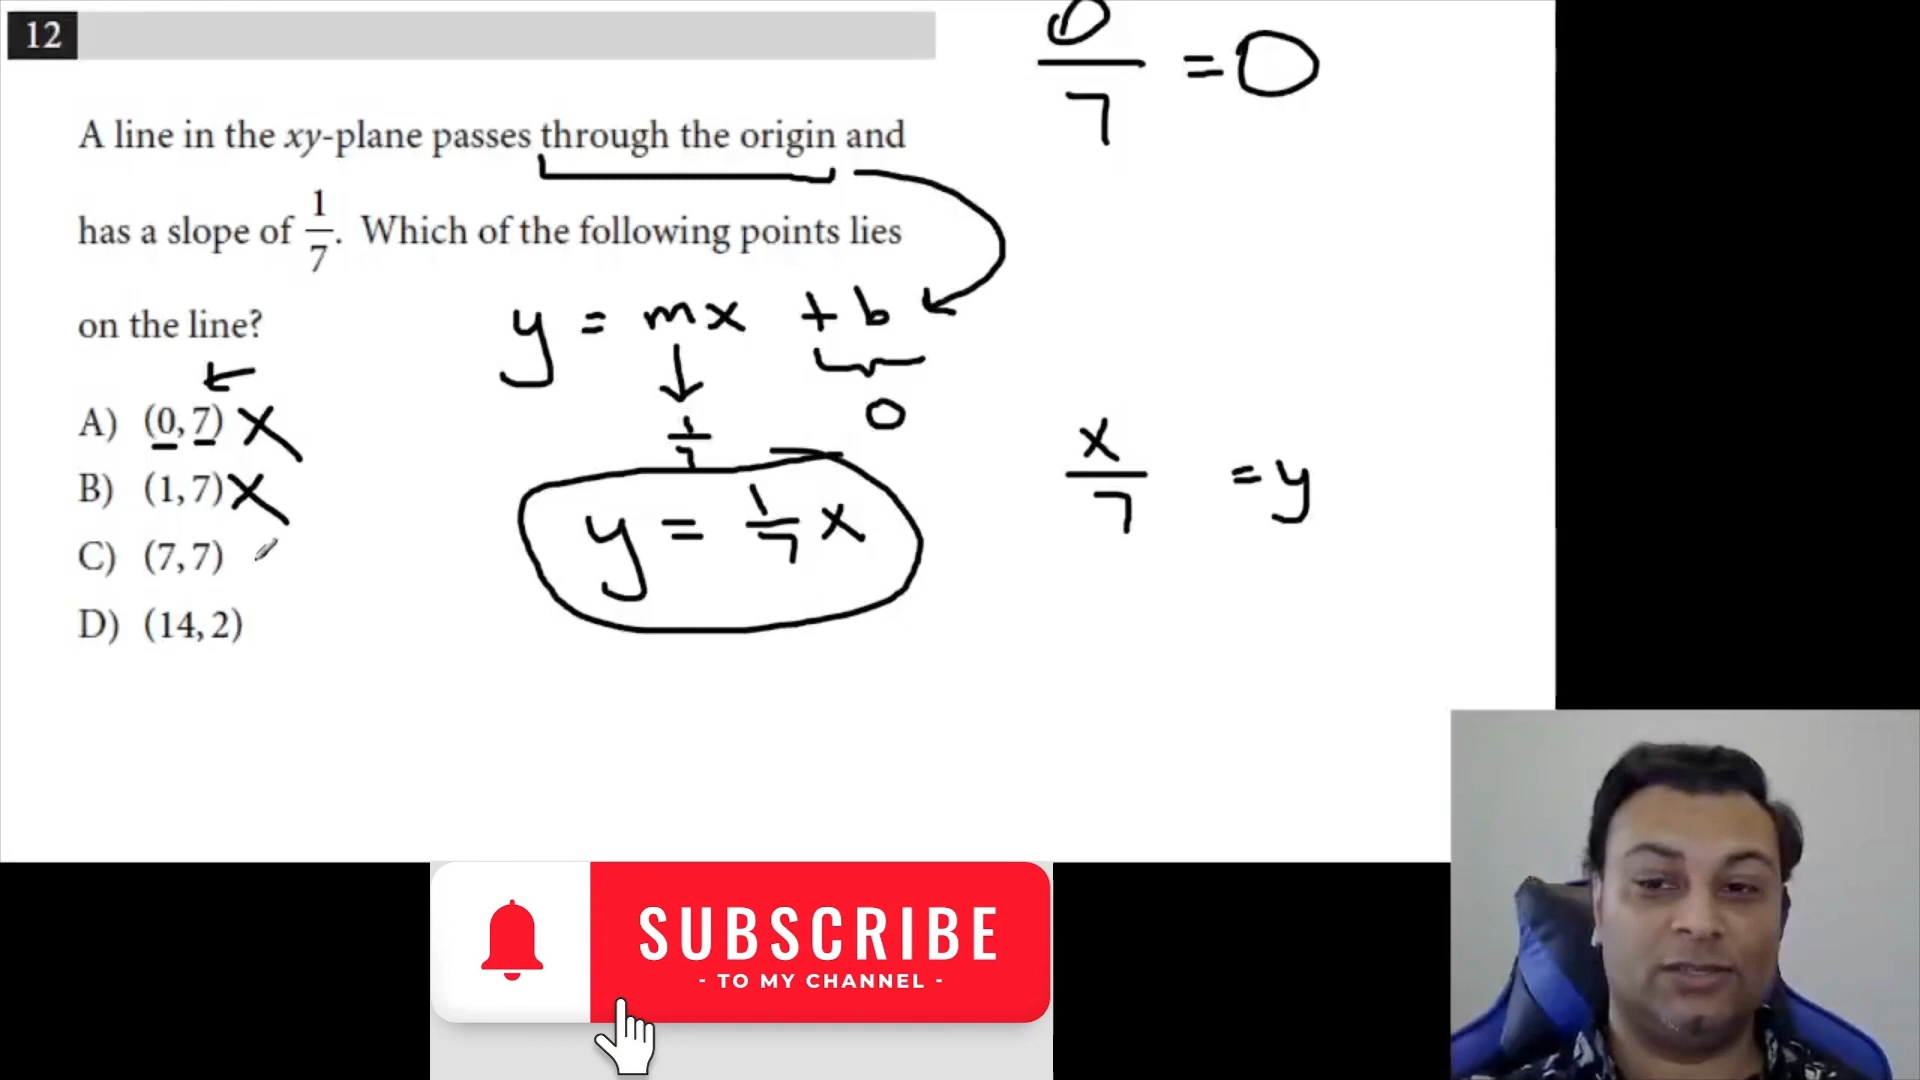 12
A line in the xy-plane passes through the origin and
has a slope of 1/7. Which of the following points lies
on the line?
A) (0, 7) X
B) (1, 7) X
C) (7, 7)
D) (14, 2)
y = mx + b
1/7
0
y = 1/7 x
0/7 = 0
x/7 = y
SUBSCRIBE
- TO MY CHANNEL -